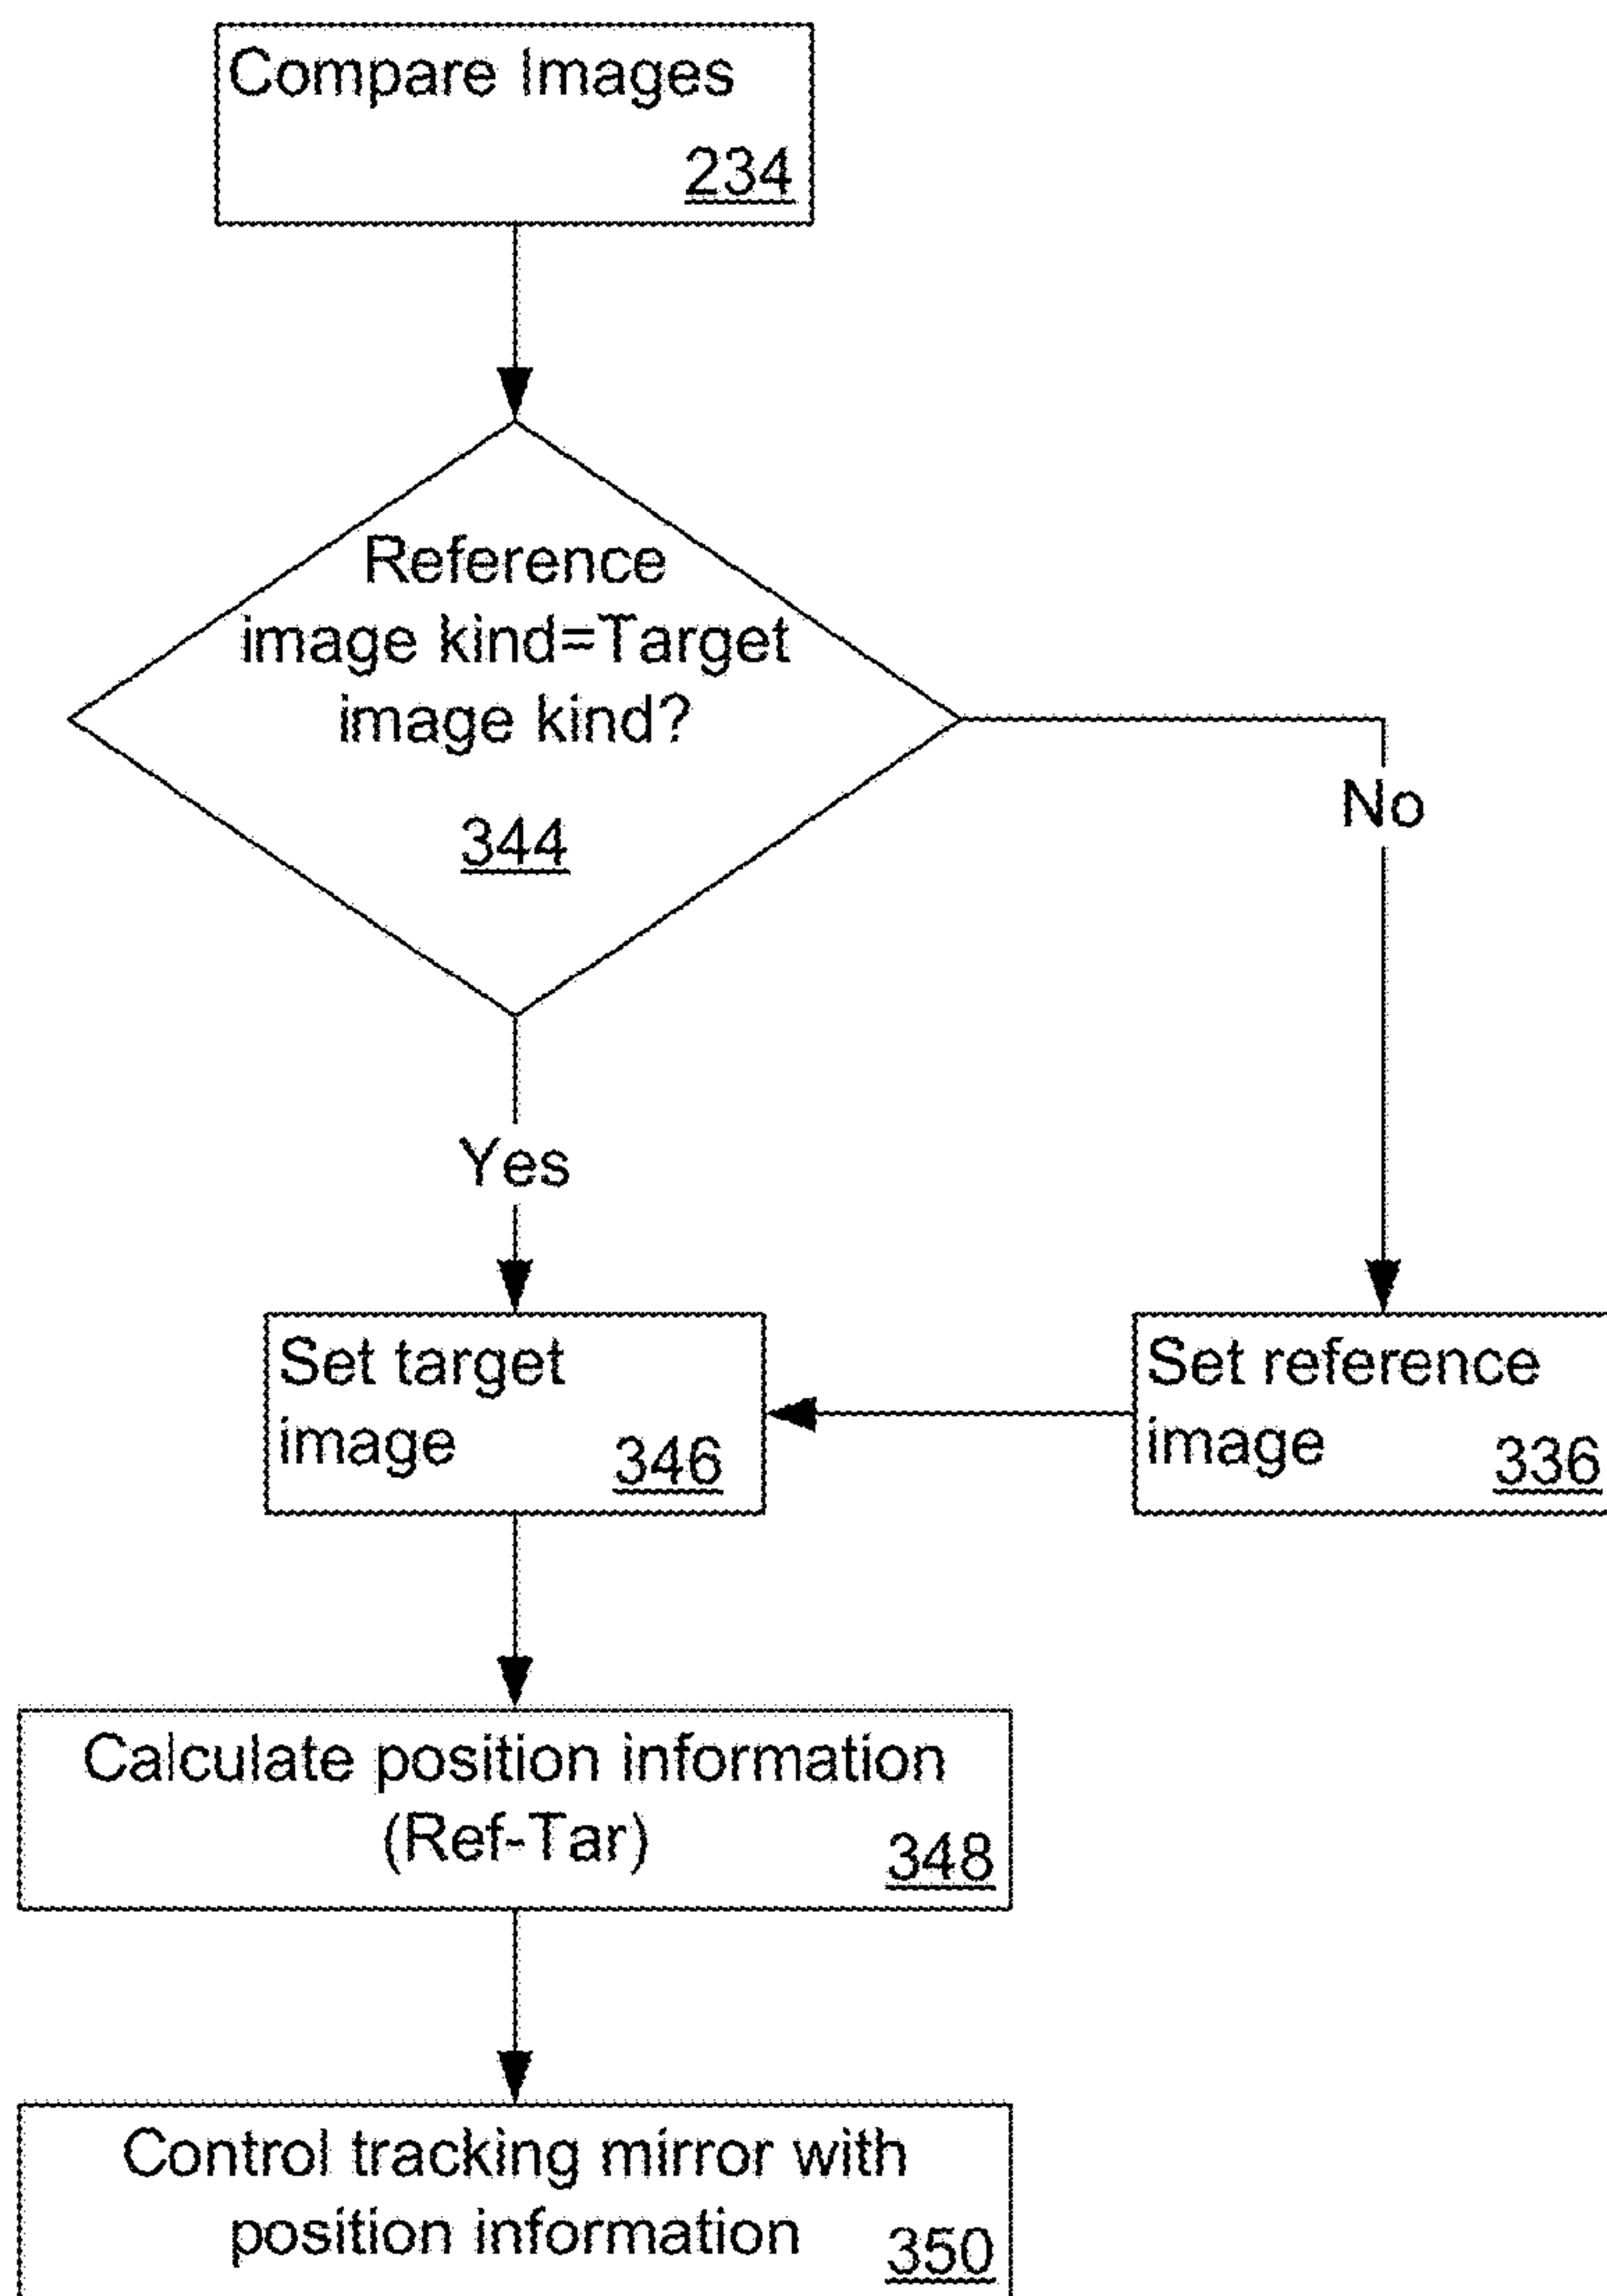 Compare Images
234
Reference
image kind=Target
image kind?
344
No
Yes
Set target
image 346
Set reference
image 336
Calculate position information
(Ref-Tar) 348
Control tracking mirror with
position information 350